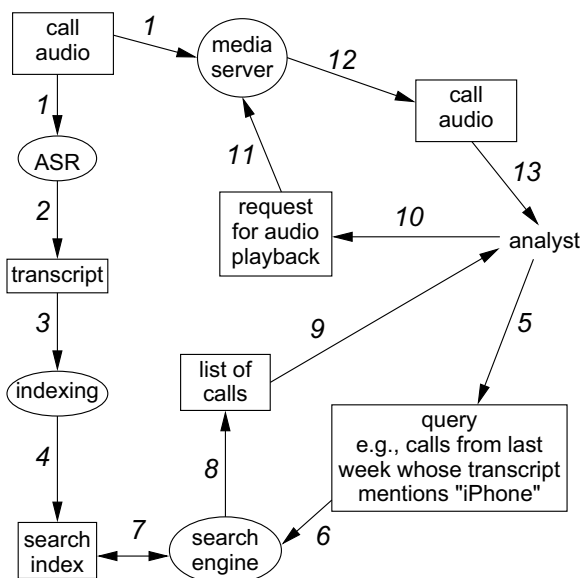 call
audio
1
media
server
12
call
audio
1
ASR
11
13
2
request
for audio
playback
10
analyst
transcript
3
9
5
list of
calls
indexing
query
e.g., calls from last
week whose transcript
mentions "iPhone"
4
8
6
search
index
7
search
engine